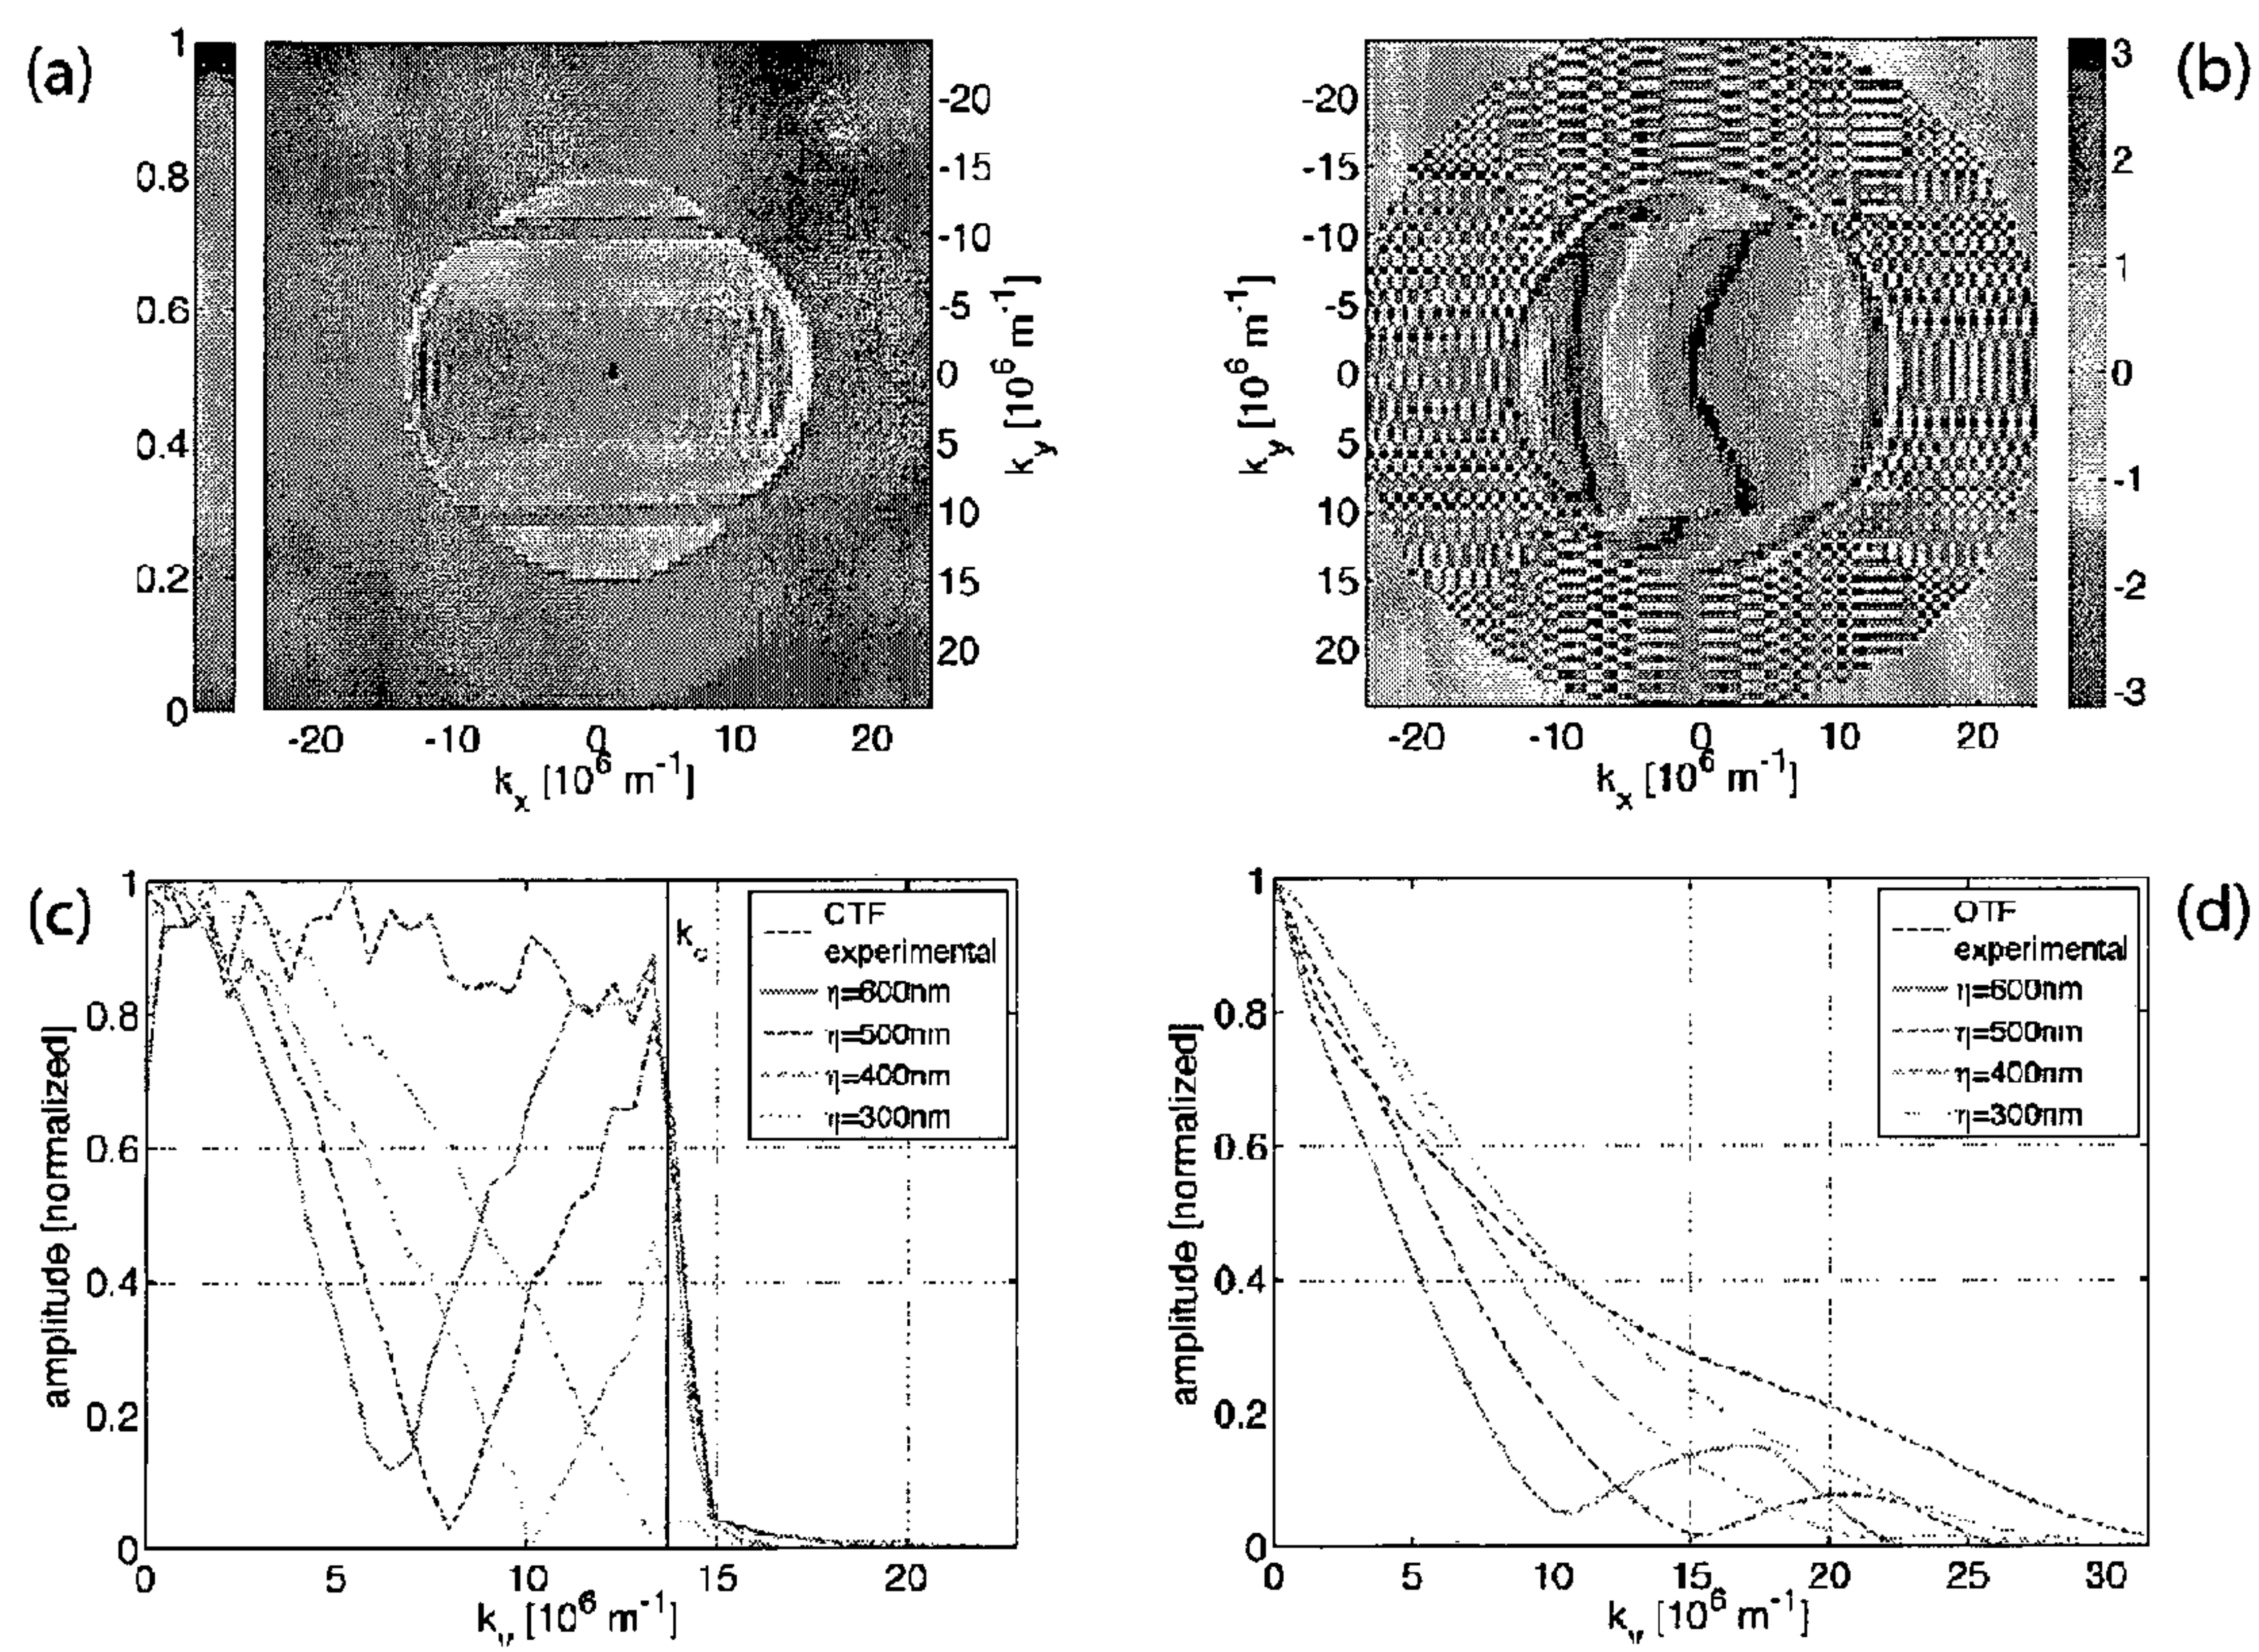 (a)
1
0.8
0.6
0.4
0.2
0
-20
-15
-10
-5
0
5
10
15
20
k_y [10^6 m^-1]
-20 -10 0 10 20
k_x [10^6 m^-1]
(b)
-20
-15
-10
-5
0
5
10
15
20
k_y [10^6 m^-1]
3
2
1
0
-1
-2
-3
-20 -10 0 10 20
k_x [10^6 m^-1]
(c)
1
0.8
0.6
0.4
0.2
0
amplitude [normalized]
k_c
CTF
experimental
η=600nm
η=500nm
η=400nm
η=300nm
0 5 10 15 20
k_y [10^6 m^-1]
(d)
1
0.8
0.6
0.4
0.2
0
amplitude [normalized]
OTF
experimental
η=600nm
η=500nm
η=400nm
η=300nm
0 5 10 15 20 25 30
k_y [10^6 m^-1]